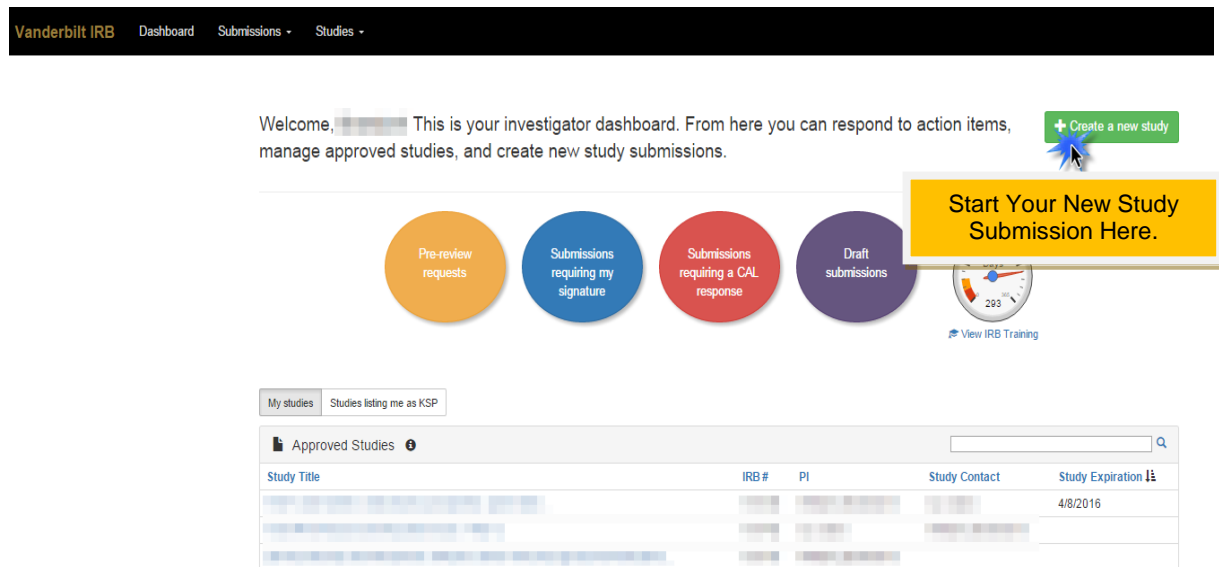 Vanderbilt IRB Dashboard Submissions Studies
Welcome, This is your investigator dashboard. From here you can respond to action items,
manage approved studies, and create new study submissions.
Create a new study
Start Your New Study
Submission Here.
Pre-review
requests
Submissions
requiring my
signature
Submissions
requiring a CAL
response
Draft
submissions
293
View IRB Training
My studies Studies listing me as KSP
Approved Studies
Study Title IRB # PI Study Contact Study Expiration
4/8/2016